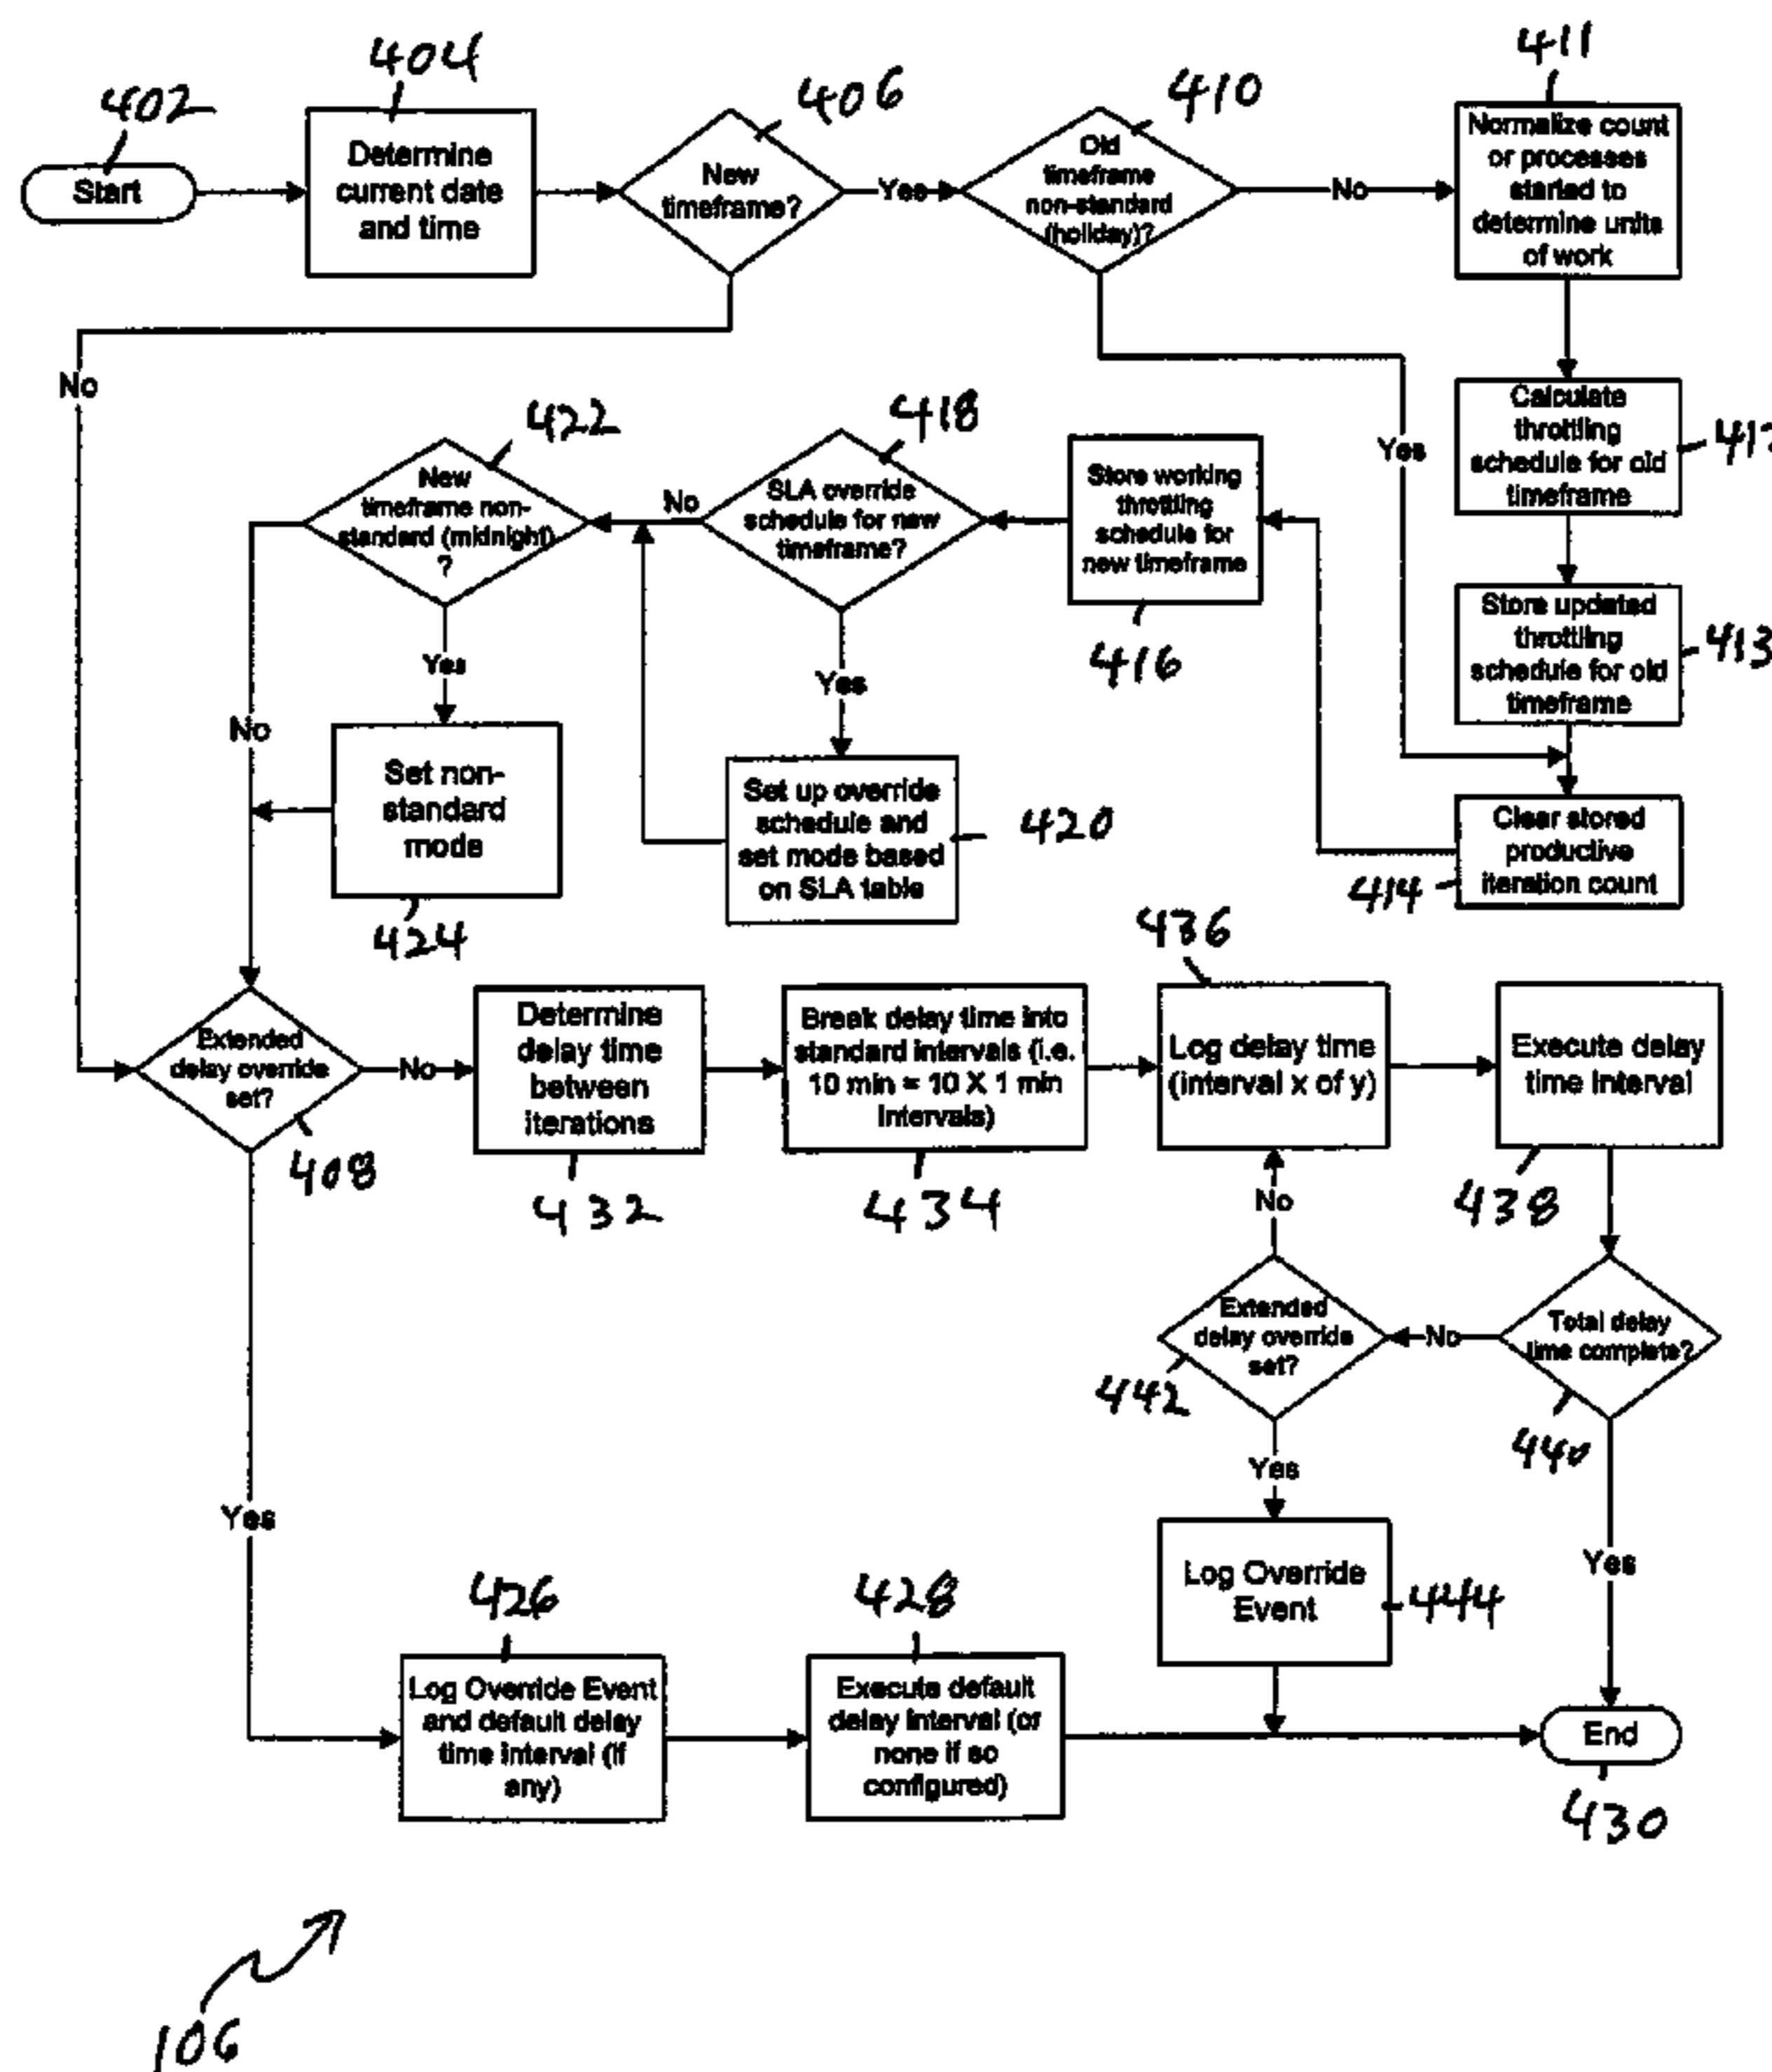 402
Start
404
Determine
current date
and time
406
New
timeframe?
Yes
No
410
Old
timeframe
non-standard
(holiday)?
No
Yes
411
Normalize count
or processes
started to
determine units
of work
Calculate
throttling
schedule for old
timeframe
412
Store updated
throttling
schedule for old
timeframe
413
Clear stored
productive
iteration count
414
Store working
throttling
schedule for
new timeframe
416
418
SLA override
schedule for new
timeframe?
No
Yes
Set up override
schedule and
set mode based
on SLA table
420
422
New
timeframe non-
standard (midnight)
?
No
Yes
Set non-
standard
mode
424
Extended
delay override
set?
408
No
Yes
Determine
delay time
between
iterations
432
Break delay time into
standard intervals (i.e.
10 min = 10 X 1 min
intervals)
434
436
Log delay time
(interval x of y)
Execute delay
time interval
438
Total delay
time complete?
440
No
Yes
Extended
delay override
set?
442
No
Yes
Log Override
Event
444
426
Log Override Event
and default delay
time interval (if
any)
428
Execute default
delay interval (or
none if so
configured)
End
430
106